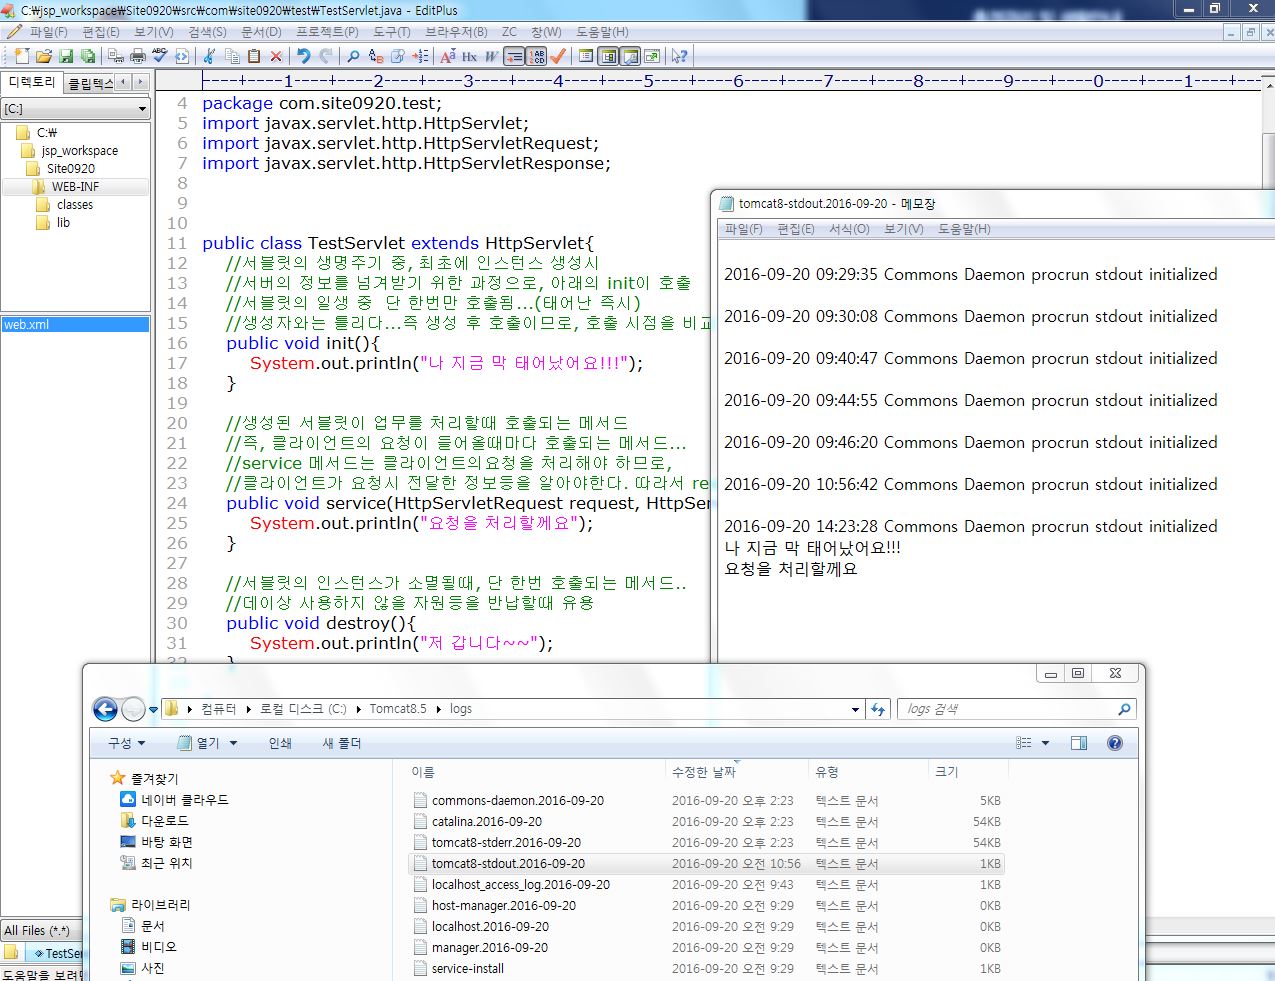 C:\jsp_workspace\Site0920\src\com\site0920\test\TestServlet.java - EditPlus
파일(F) 편집(E) 보기(V) 검색(S) 문서(D) 프로젝트(P) 도구(T) 브라우저(B) ZC 창(W) 도움말(H)
디렉토리 클립텍스
----+----1----+----2----+----3----+----4----+----5----+----6----+----7----+----8----+----9----+----0----+----1----+--
[C:]
C:\
jsp_workspace
Site0920
WEB-INF
classes
lib
web.xml
All Files (*.*)
TestSer
4 package com.site0920.test;
5 import javax.servlet.http.HttpServlet;
6 import javax.servlet.http.HttpServletRequest;
7 import javax.servlet.http.HttpServletResponse;
8
9
10
11 public class TestServlet extends HttpServlet{
12 //서블릿의 생명주기 중, 최초에 인스턴스 생성시
13 //서버의 정보를 넘겨받기 위한 과정으로, 아래의 init이 호출
14 //서블릿의 일생 중  단 한번만 호출됨...(태어난 즉시)
15 //생성자와는 틀리다...즉 생성 후 호출이므로, 호출 시점을 비교
16 public void init(){
17 System.out.println("나 지금 막 태어났어요!!!");
18 }
19
20 //생성된 서블릿이 업무를 처리할때 호출되는 메서드
21 //즉, 클라이언트의 요청이 들어올때마다 호출되는 메서드...
22 //service 메서드는 클라이언트의요청을 처리해야 하므로,
23 //클라이언트가 요청시 전달한 정보등을 알아야한다. 따라서 re
24 public void service(HttpServletRequest request, HttpSer
25 System.out.println("요청을 처리할께요");
26 }
27
28 //서블릿의 인스턴스가 소멸될때, 단 한번 호출되는 메서드..
29 //데이상 사용하지 않을 자원등을 반납할때 유용
30 public void destroy(){
31 System.out.println("저 갑니다~~");
32 }
tomcat8-stdout.2016-09-20 - 메모장
파일(F) 편집(E) 서식(O) 보기(V) 도움말(H)
2016-09-20 09:29:35 Commons Daemon procrun stdout initialized
2016-09-20 09:30:08 Commons Daemon procrun stdout initialized
2016-09-20 09:40:47 Commons Daemon procrun stdout initialized
2016-09-20 09:44:55 Commons Daemon procrun stdout initialized
2016-09-20 09:46:20 Commons Daemon procrun stdout initialized
2016-09-20 10:56:42 Commons Daemon procrun stdout initialized
2016-09-20 14:23:28 Commons Daemon procrun stdout initialized
나 지금 막 태어났어요!!!
요청을 처리할께요
컴퓨터 로컬 디스크 (C:) Tomcat8.5 logs
logs 검색
구성 열기 인쇄 새 폴더
즐겨찾기
네이버 클라우드
다운로드
바탕 화면
최근 위치
라이브러리
문서
비디오
사진
이름 수정한 날짜 유형 크기
commons-daemon.2016-09-20 2016-09-20 오후 2:23 텍스트 문서 5KB
catalina.2016-09-20 2016-09-20 오후 2:23 텍스트 문서 54KB
tomcat8-stderr.2016-09-20 2016-09-20 오후 2:23 텍스트 문서 54KB
tomcat8-stdout.2016-09-20 2016-09-20 오전 10:56 텍스트 문서 1KB
localhost_access_log.2016-09-20 2016-09-20 오전 9:43 텍스트 문서 1KB
host-manager.2016-09-20 2016-09-20 오전 9:29 텍스트 문서 0KB
localhost.2016-09-20 2016-09-20 오전 9:29 텍스트 문서 0KB
manager.2016-09-20 2016-09-20 오전 9:29 텍스트 문서 0KB
service-install 2016-09-20 오전 9:29 텍스트 문서 1KB
도움말을 보려면